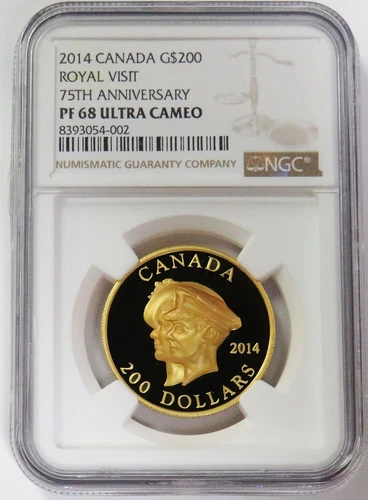 2014 CANADA G$200
ROYAL VISIT
75TH ANNIVERSARY
PF 68 ULTRA CAMEO
8393054-002
NUMISMATIC GUARANTY COMPANY
NGC
CANADA
2014
200 DOLLARS